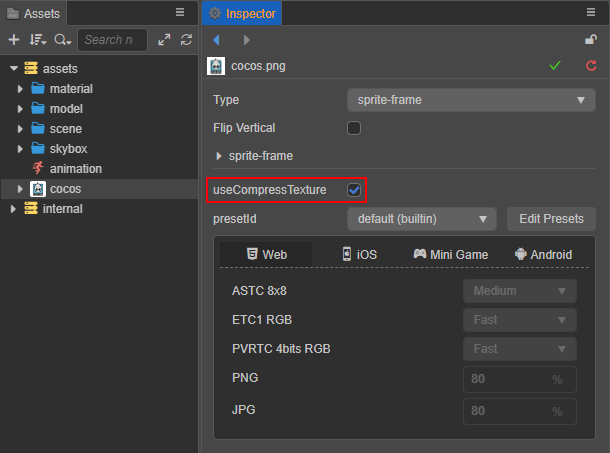 Assets
Search n
assets
material
model
scene
skybox
animation
cocos
internal
Inspector
cocos.png
Type sprite-frame
Flip Vertical
sprite-frame
useCompressTexture
presetId default (builtin) Edit Presets
Web iOS Mini Game Android
ASTC 8x8 Medium
ETC1 RGB Fast
PVRTC 4bits RGB Fast
PNG 80 %
JPG 80 %